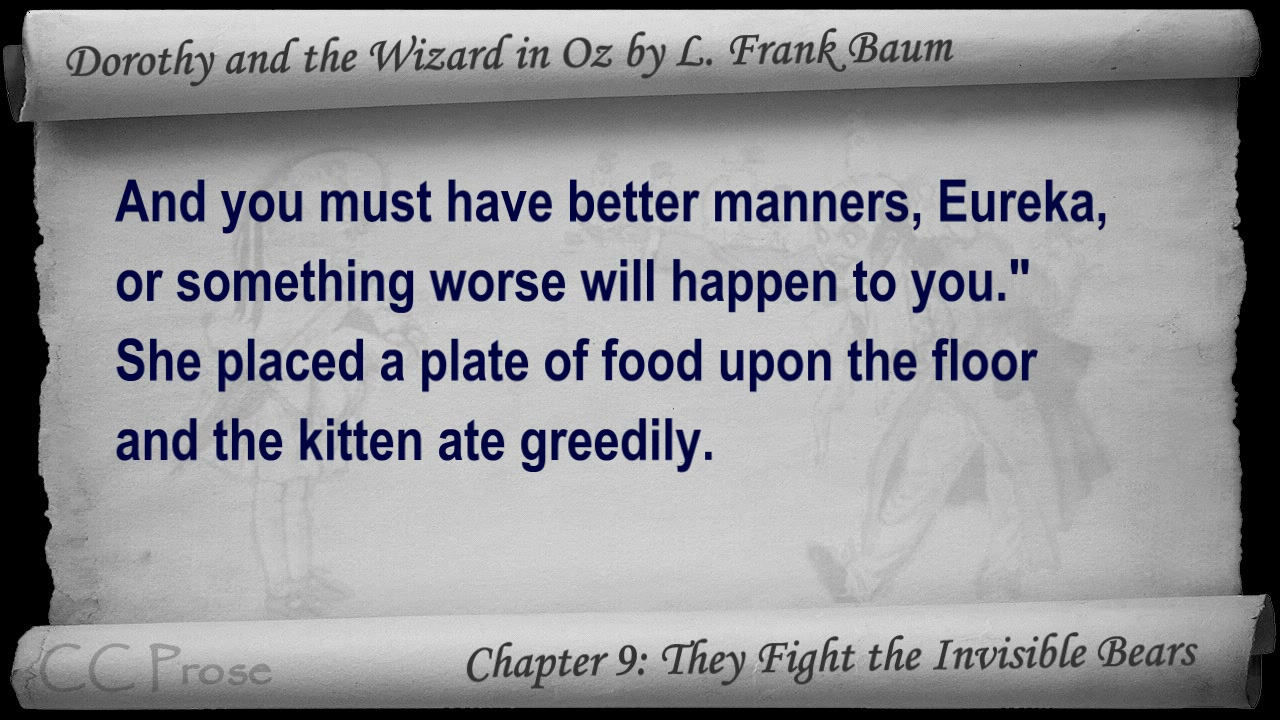 Dorothy and the Wizard in Oz by L. Frank Baum
And you must have better manners, Eureka,
or something worse will happen to you."
She placed a plate of food upon the floor
and the kitten ate greedily.
CC Prose
Chapter 9: They Fight the Invisible Bears